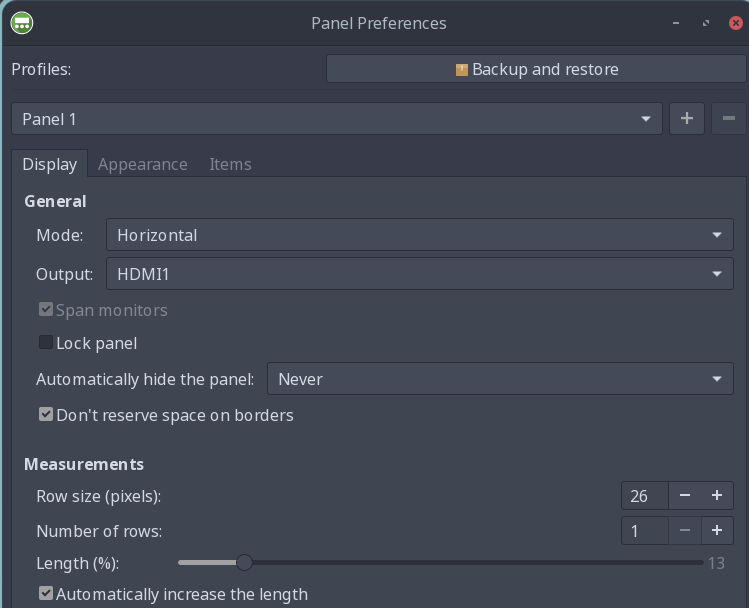 Panel Preferences
Profiles:
Backup and restore
Panel 1
Display Appearance Items
General
Mode: Horizontal
Output: HDMI1
Span monitors
Lock panel
Automatically hide the panel: Never
Don't reserve space on borders
Measurements
Row size (pixels): 26
Number of rows: 1
Length (%): 13
Automatically increase the length